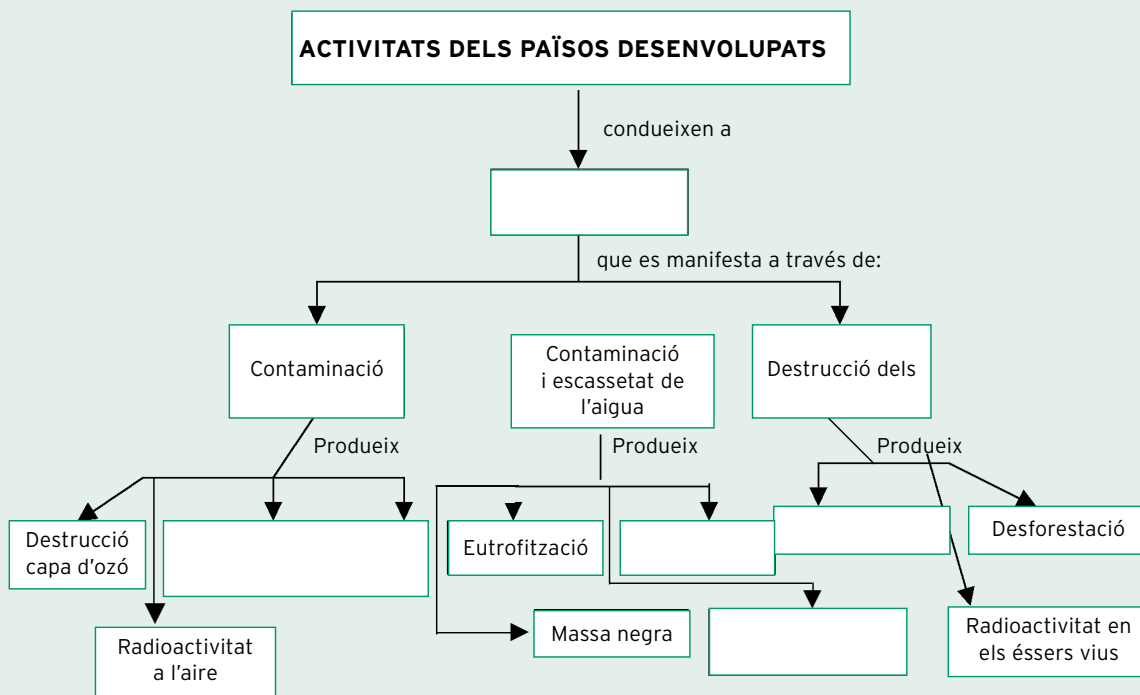 ACTIVITATS DELS PAÏSOS DESENVOLUPATS
condueixen a
que es manifesta a través de:
Contaminació
Contaminació
i escassetat de
l'aigua
Destrucció dels
Produeix
Produeix
Produeix
Destrucció
capa d'ozó
Eutrofització
Desforestació
Radioactivitat
a l'aire
Massa negra
Radioactivitat en
els éssers vius